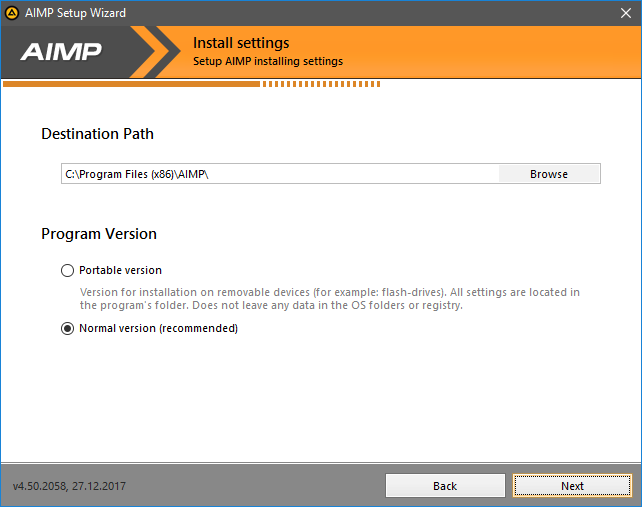 AIMP Setup Wizard
AIMP
Install settings
Setup AIMP installing settings
Destination Path
C:\Program Files (x86)\AIMP\
Browse
Program Version
Portable version
Version for installation on removable devices (for example: flash-drives). All settings are located in
the program's folder. Does not leave any data in the OS folders or registry.
Normal version (recommended)
v4.50.2058, 27.12.2017
Back
Next